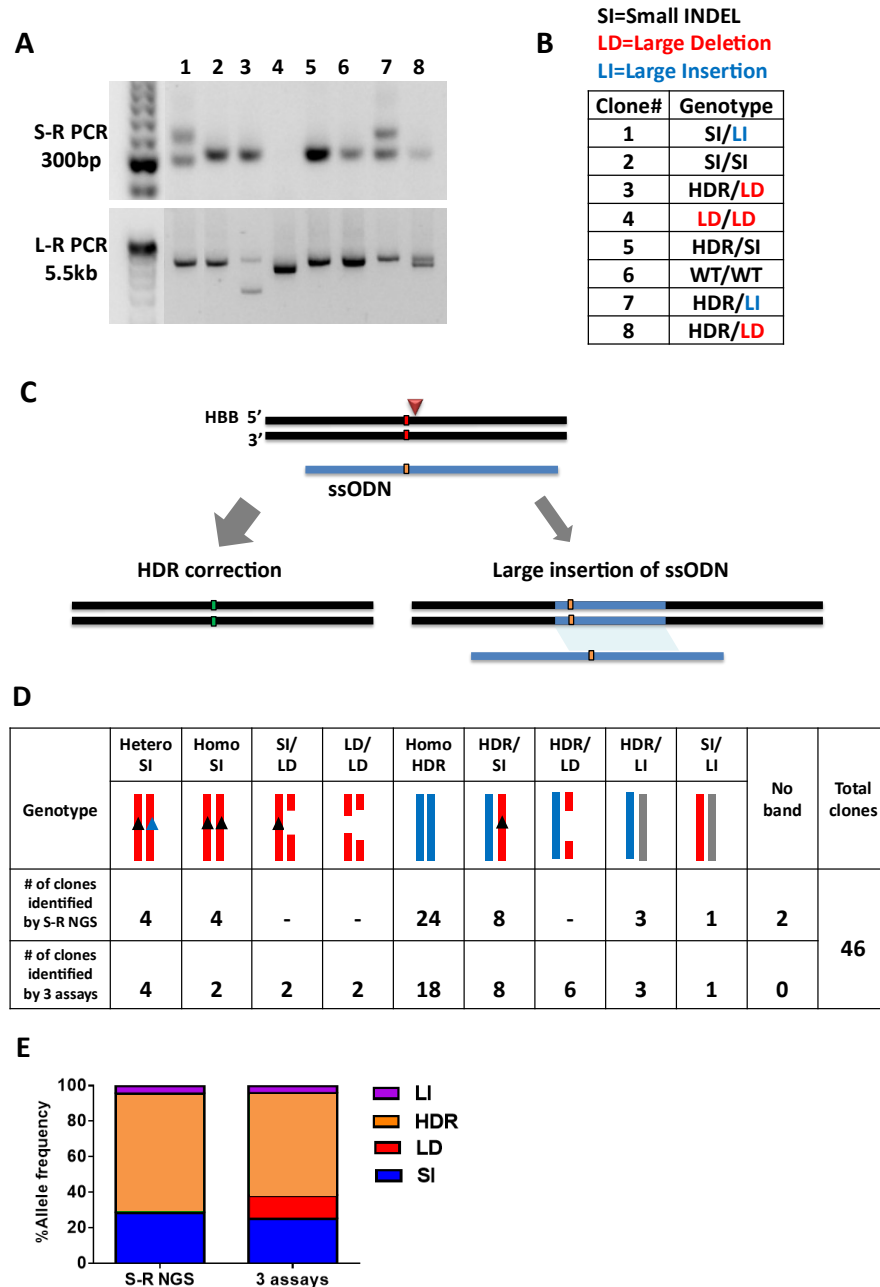 SI=Small INDEL
LD=Large Deletion
LI=Large Insertion
A
1 2 3 4 5 6 7 8
S-R PCR
300bp
L-R PCR
5.5kb
B
Clone# Genotype
1 SI/LI
2 SI/SI
3 HDR/LD
4 LD/LD
5 HDR/SI
6 WT/WT
7 HDR/LI
8 HDR/LD
C
HBB 5’
3’
ssODN
HDR correction
Large insertion of ssODN
D
Genotype
Hetero
SI
Homo
SI
SI/
LD
LD/
LD
Homo
HDR
HDR/
SI
HDR/
LD
HDR/
LI
SI/
LI
No
band
Total
clones
# of clones
identified
by S-R NGS
4 4 - - 24 8 - 3 1 2
46
# of clones
identified
by 3 assays
4 2 2 2 18 8 6 3 1 0
E
%Allele frequency
100
80
60
40
20
0
S-R NGS
3 assays
LI
HDR
LD
SI